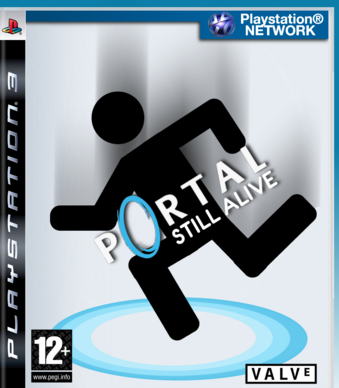 Playstation®
NETWORK
PLAYSTATION®3
PORTAL
STILL ALIVE
12+
www.pegi.info
VALVE